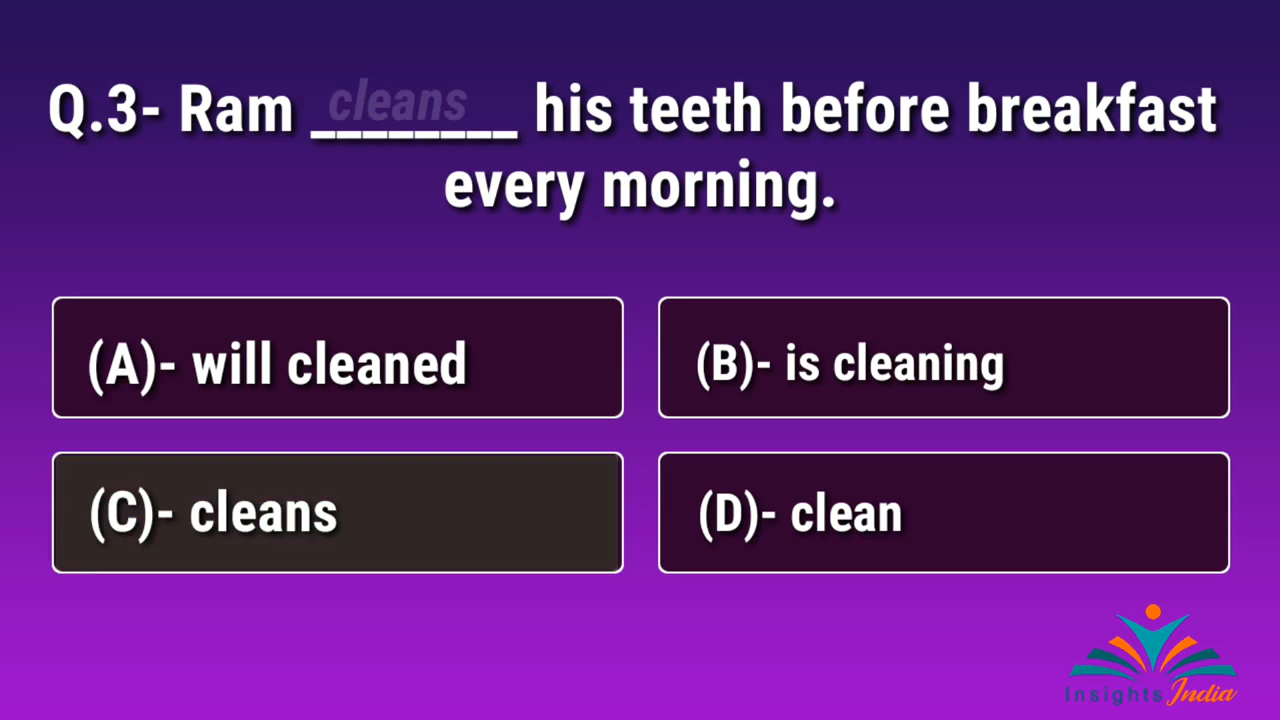 Q.3- Ram cleans ________ his teeth before breakfast
every morning.
(A)- will cleaned
(B)- is cleaning
(C)- cleans
(D)- clean
Insights India